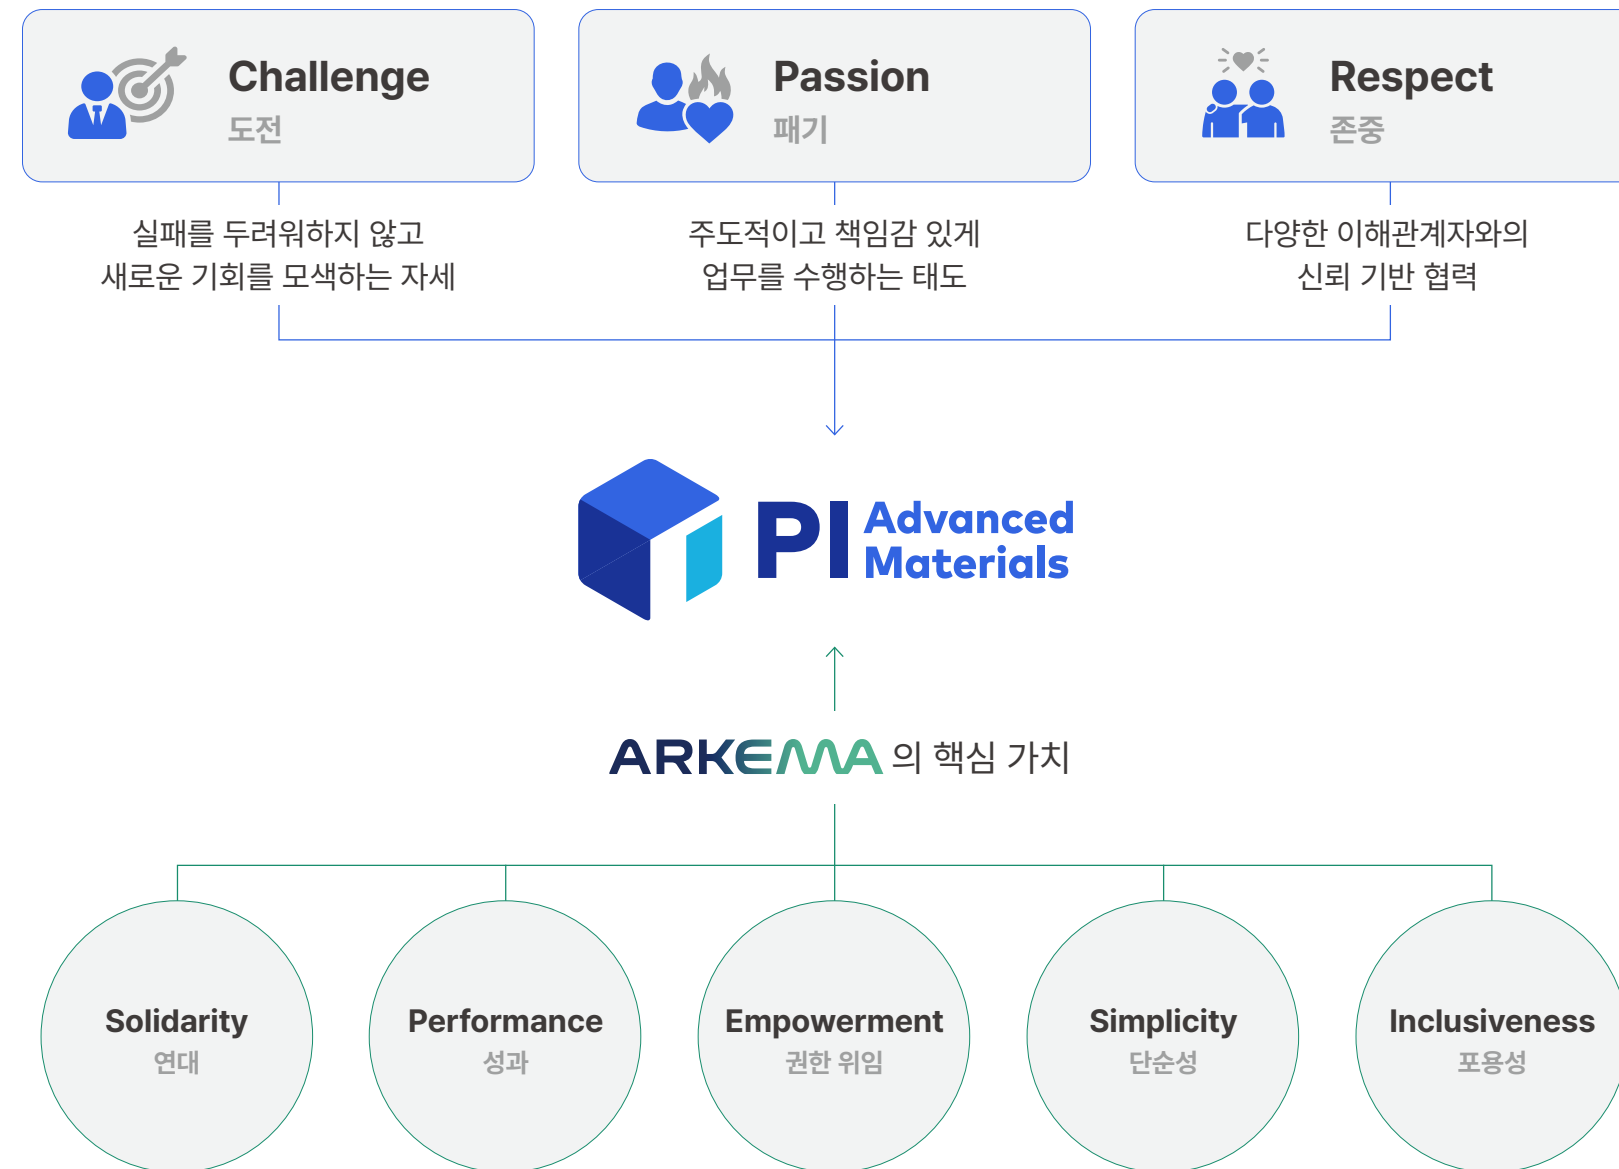 Challenge
도전
Passion
패기
Respect
존중
실패를 두려워하지 않고
새로운 기회를 모색하는 자세
주도적이고 책임감 있게
업무를 수행하는 태도
다양한 이해관계자와의
신뢰 기반 협력
PI Advanced
Materials
ARKEMA 의 핵심 가치
Solidarity
연대
Performance
성과
Empowerment
권한 위임
Simplicity
단순성
Inclusiveness
포용성